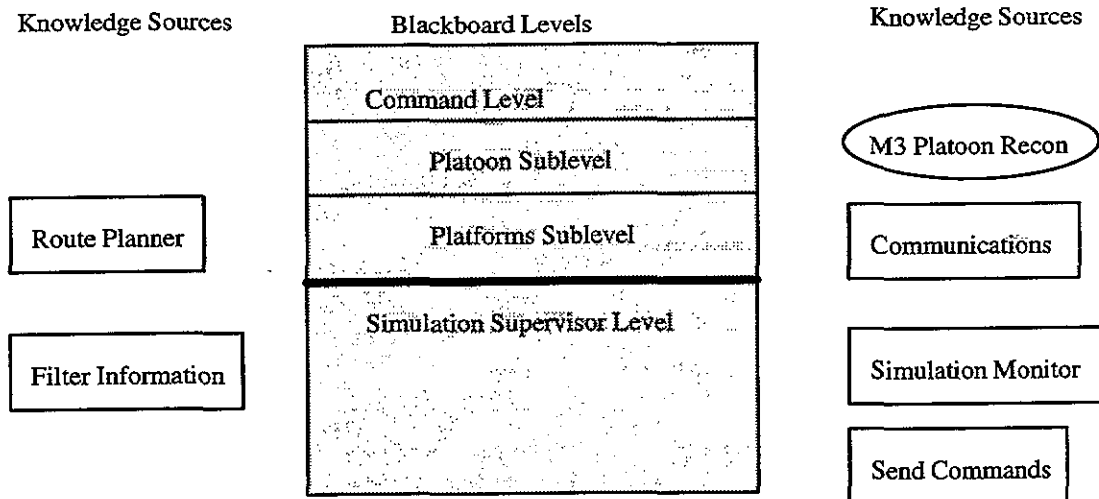 Knowledge Sources
Blackboard Levels
Knowledge Sources
Command Level
Platoon Sublevel
M3 Platoon Recon
Route Planner
Platforms Sublevel
Communications
Simulation Supervisor Level
Filter Information
Simulation Monitor
Send Commands